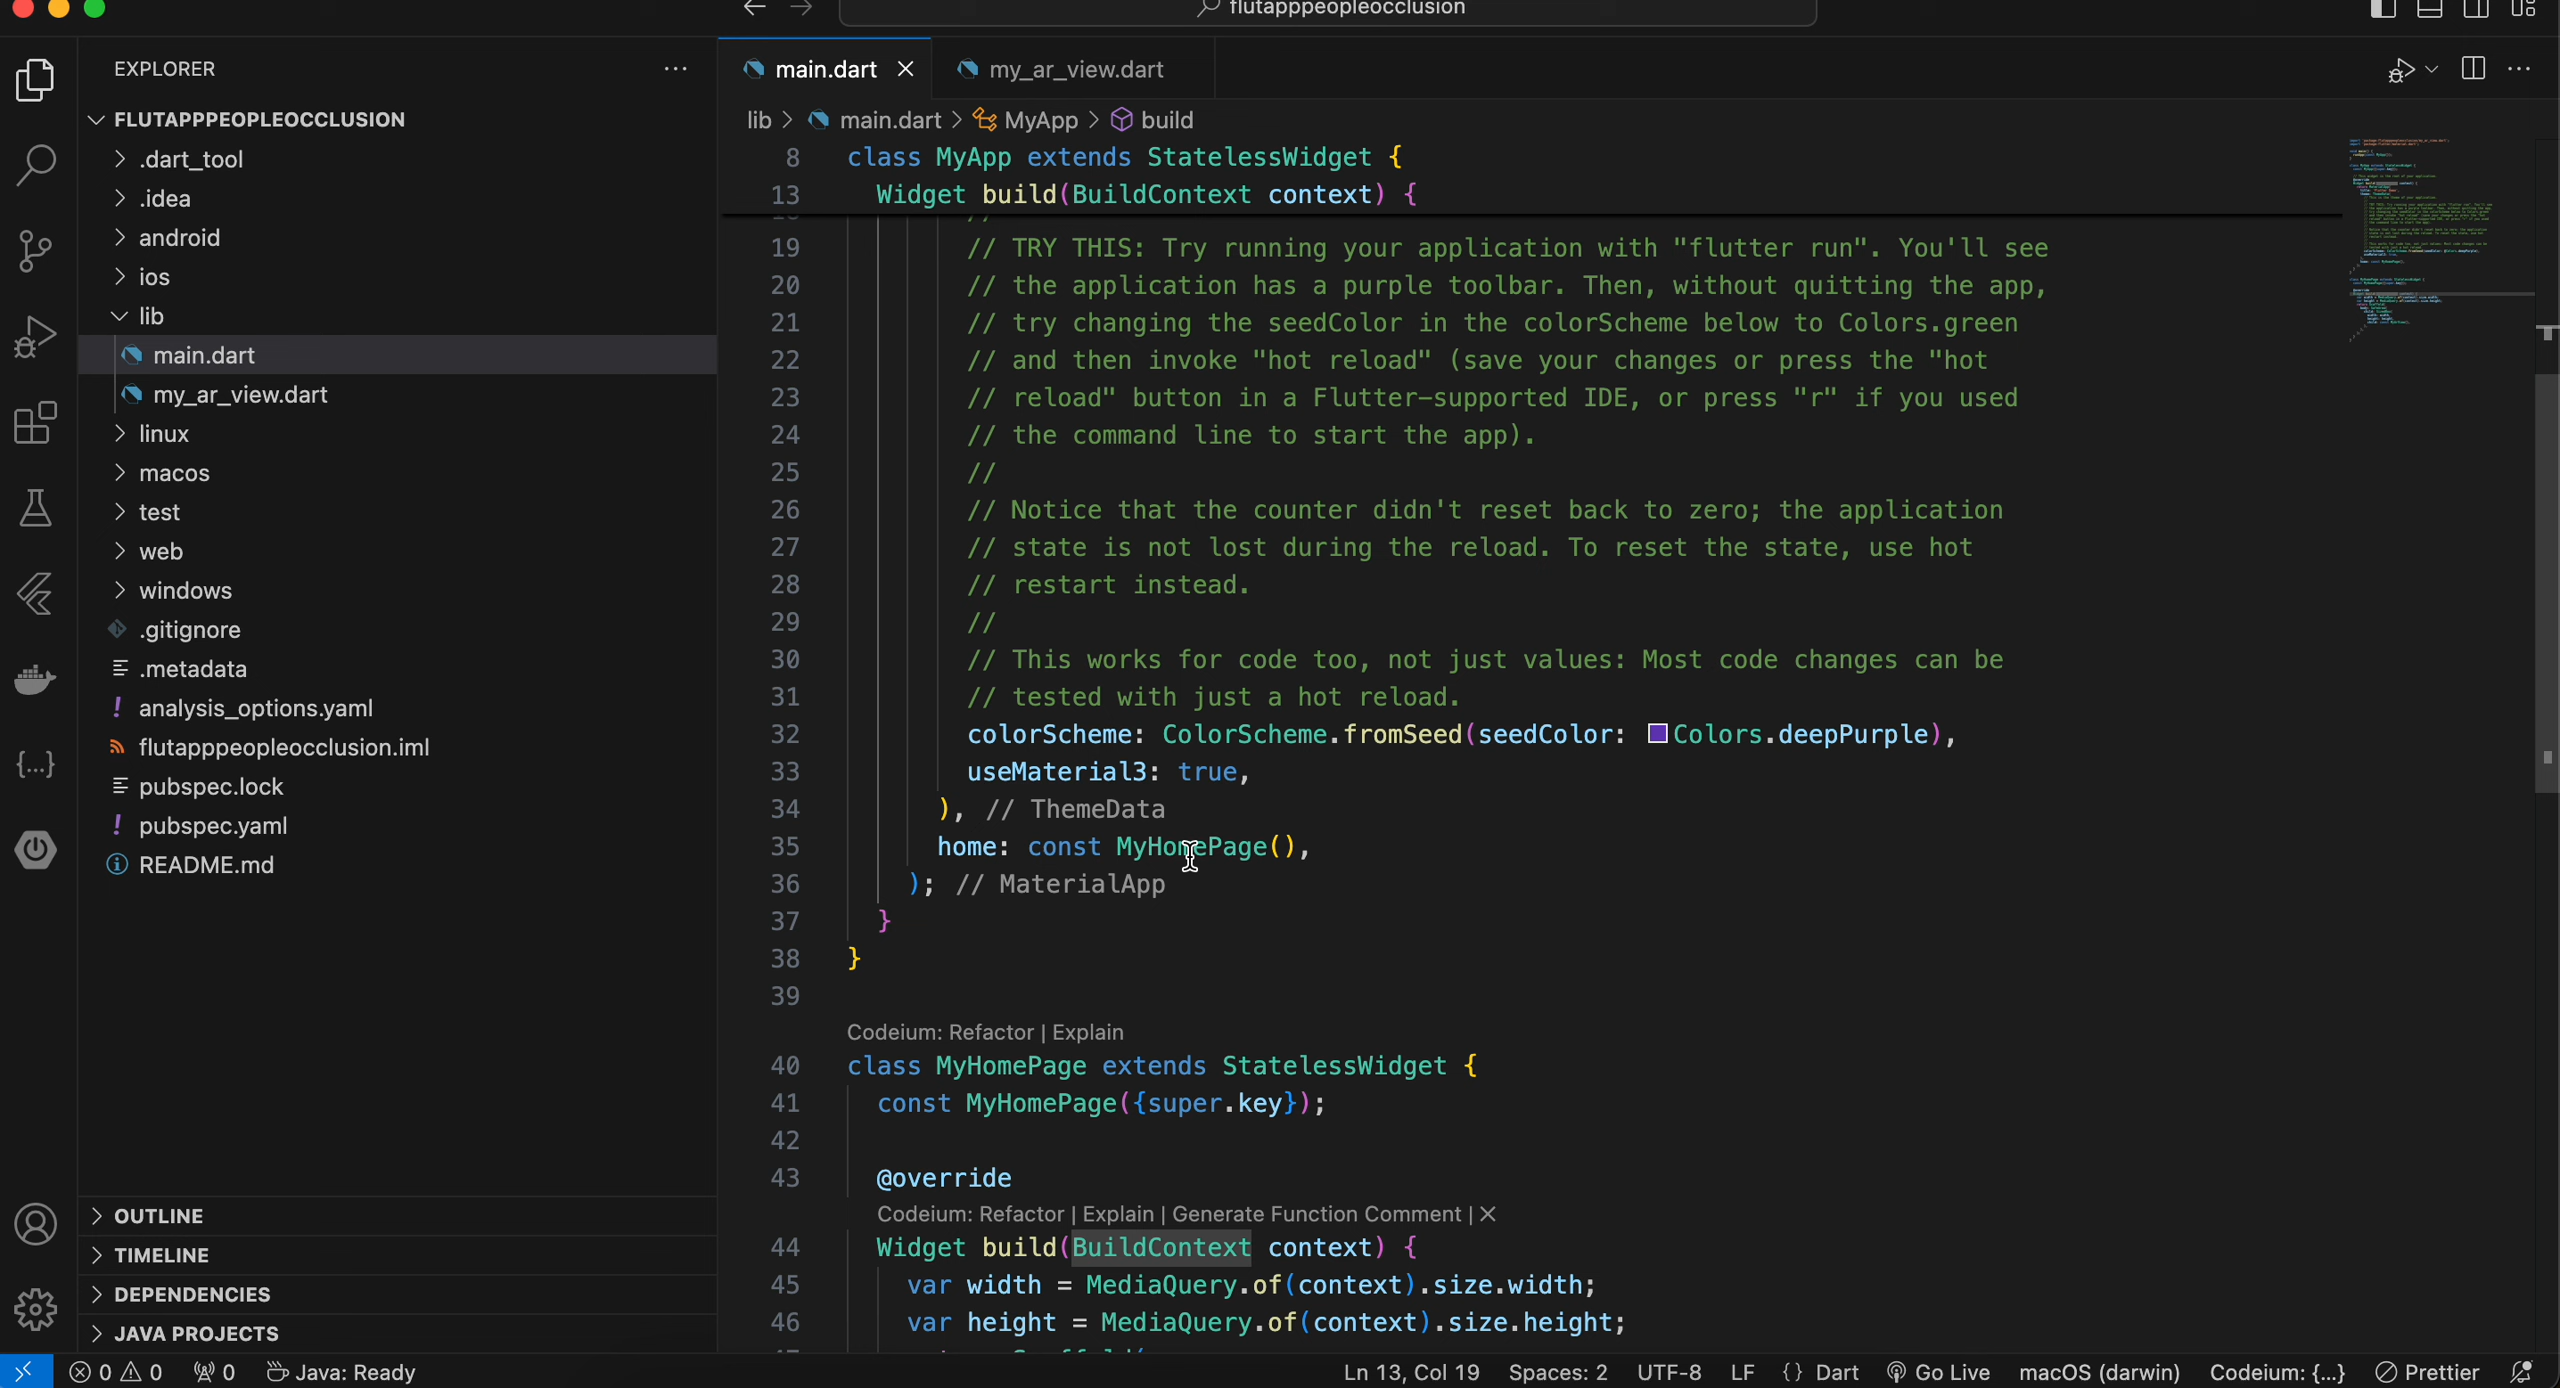 flutapppeopleocclusion
EXPLORER
FLUTAPPPEOPLEOCCLUSION
.dart_tool
.idea
android
ios
lib
main.dart
my_ar_view.dart
linux
macos
test
web
windows
.gitignore
.metadata
analysis_options.yaml
flutapppeopleocclusion.iml
pubspec.lock
pubspec.yaml
README.md
OUTLINE
TIMELINE
DEPENDENCIES
JAVA PROJECTS
main.dart my_ar_view.dart
lib > main.dart > MyApp > build
8 class MyApp extends StatelessWidget {
13 Widget build(BuildContext context) {
19 // TRY THIS: Try running your application with "flutter run". You'll see
20 // the application has a purple toolbar. Then, without quitting the app,
21 // try changing the seedColor in the colorScheme below to Colors.green
22 // and then invoke "hot reload" (save your changes or press the "hot
23 // reload" button in a Flutter-supported IDE, or press "r" if you used
24 // the command line to start the app).
25 //
26 // Notice that the counter didn't reset back to zero; the application
27 // state is not lost during the reload. To reset the state, use hot
28 // restart instead.
29 //
30 // This works for code too, not just values: Most code changes can be
31 // tested with just a hot reload.
32 colorScheme: ColorScheme.fromSeed(seedColor: Colors.deepPurple),
33 useMaterial3: true,
34 ), // ThemeData
35 home: const MyHomePage(),
36 ); // MaterialApp
37 }
38 }
39
Codeium: Refactor | Explain
40 class MyHomePage extends StatelessWidget {
41 const MyHomePage({super.key});
42
43 @override
Codeium: Refactor | Explain | Generate Function Comment | X
44 Widget build(BuildContext context) {
45 var width = MediaQuery.of(context).size.width;
46 var height = MediaQuery.of(context).size.height;
0 0 0 Java: Ready Ln 13, Col 19 Spaces: 2 UTF-8 LF {} Dart Go Live macOS (darwin) Codeium: {...} Prettier